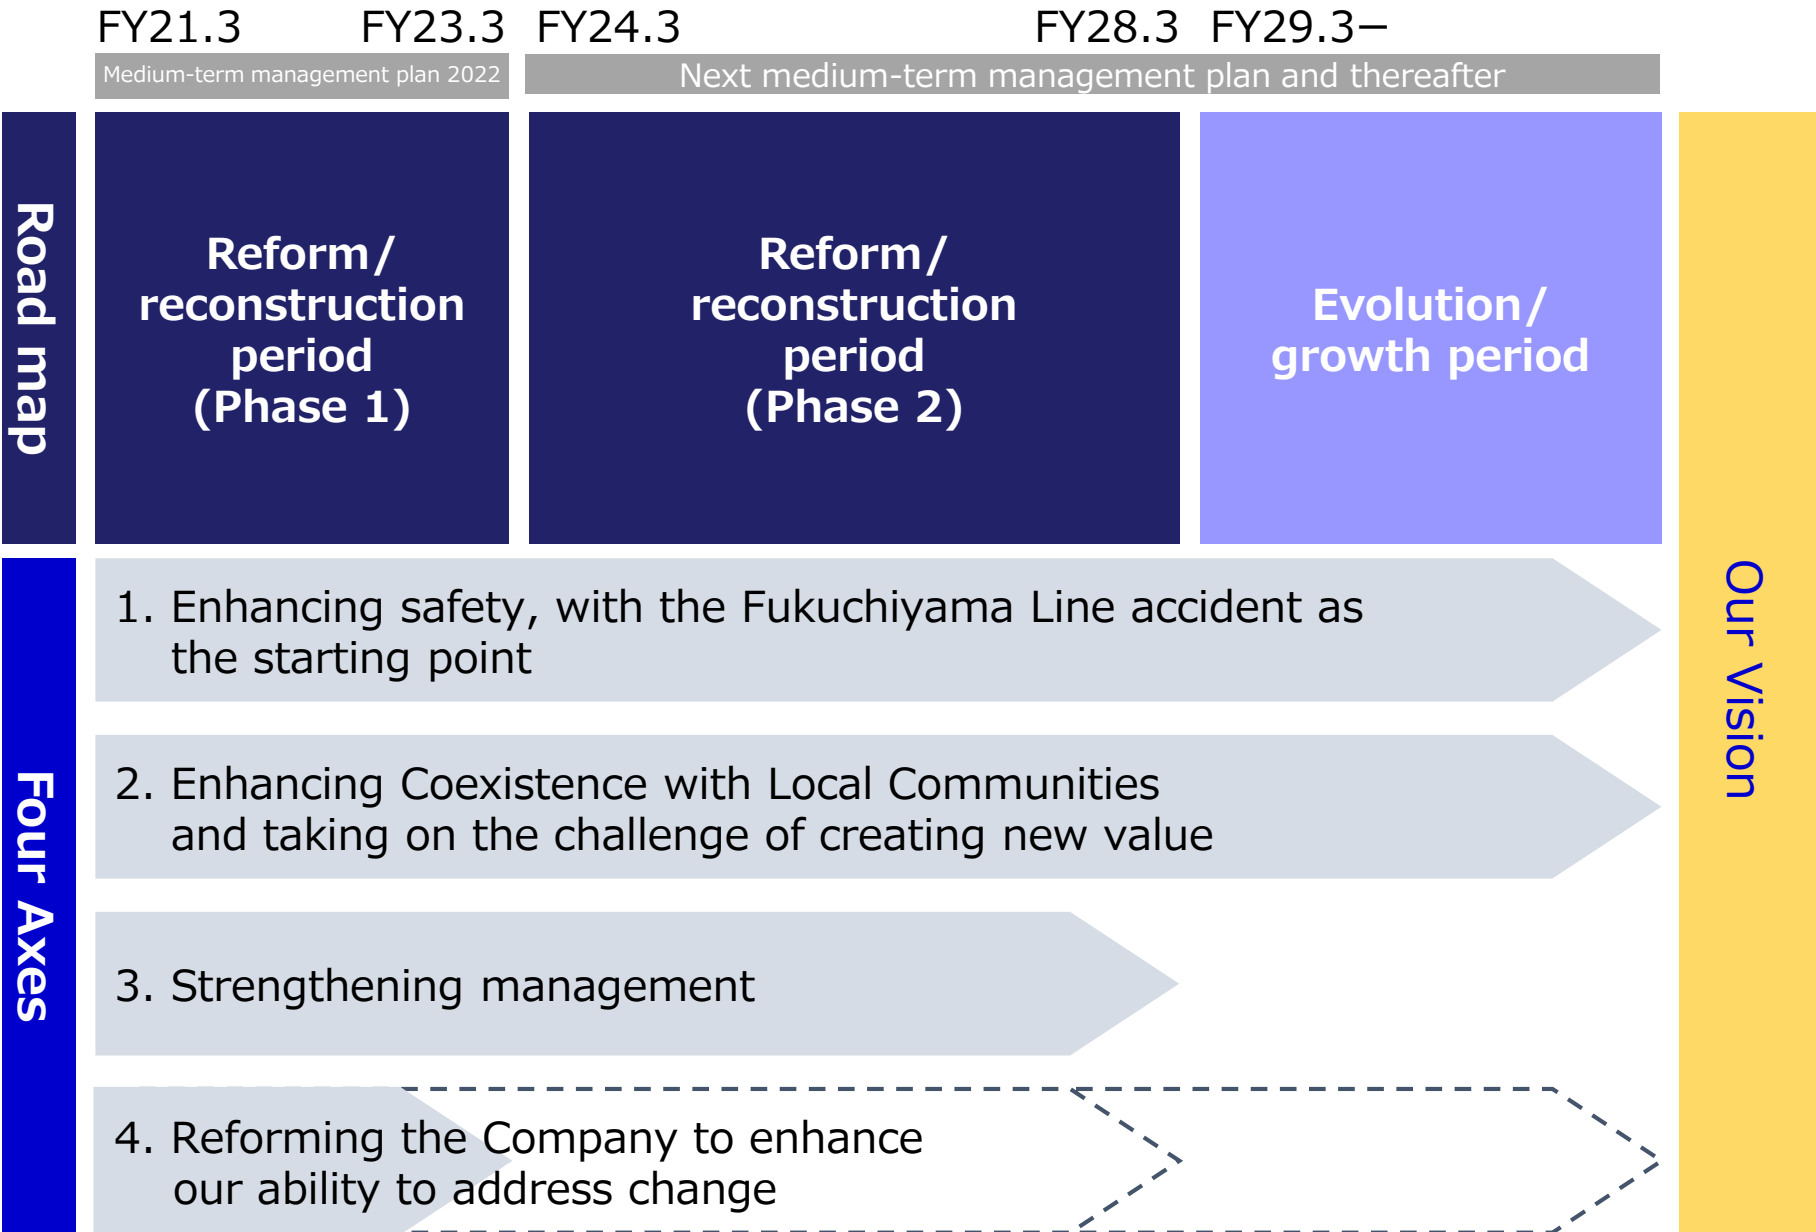 FY21.3 FY23.3 FY24.3 FY28.3 FY29.3−
Medium-term management plan 2022
Next medium-term management plan and thereafter
Road map
Reform/
reconstruction
period
(Phase 1)
Reform/
reconstruction
period
(Phase 2)
Evolution/
growth period
Our Vision
Four Axes
1. Enhancing safety, with the Fukuchiyama Line accident as
the starting point
2. Enhancing Coexistence with Local Communities
and taking on the challenge of creating new value
3. Strengthening management
4. Reforming the Company to enhance
our ability to address change